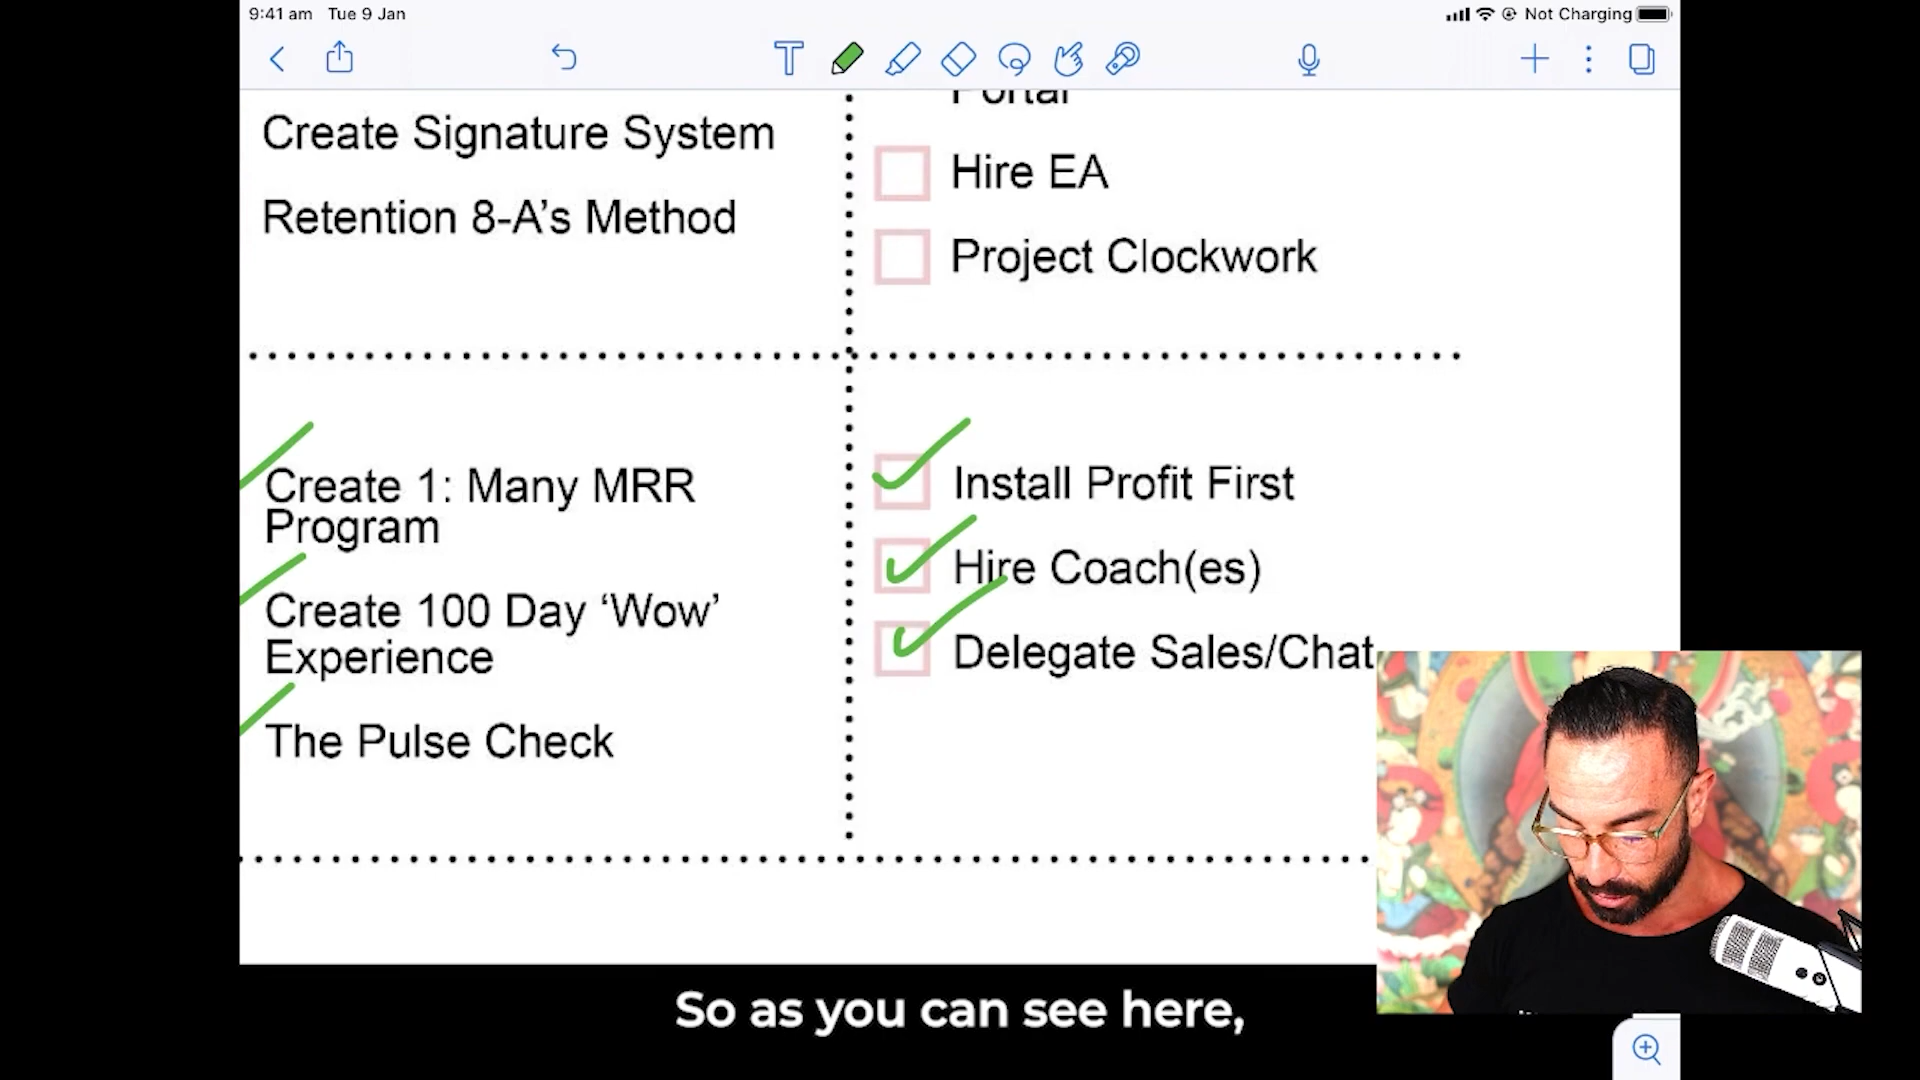 9:41 am Tue 9 Jan
Not Charging
Create Signature System
Retention 8-A’s Method
Portal
Hire EA
Project Clockwork
Create 1: Many MRR
Program
Create 100 Day ‘Wow’
Experience
The Pulse Check
Install Profit First
Hire Coach(es)
Delegate Sales/Chat
So as you can see here,